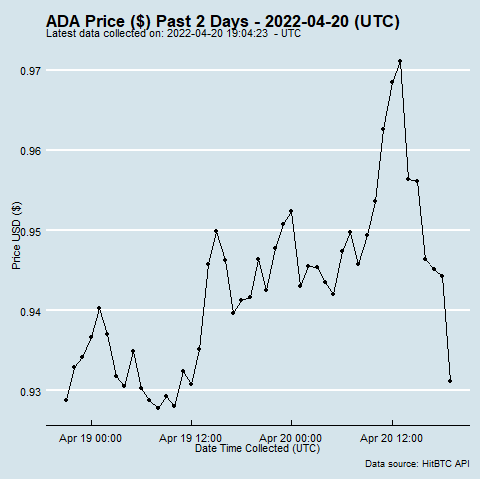 ADA Price ($) Past 2 Days - 2022-04-20 (UTC)
Latest data collected on: 2022-04-20 19:04:23 - UTC
0.97
0.96
0.95
0.94
0.93
Price USD ($)
Apr 19 00:00
Apr 19 12:00
Apr 20 00:00
Apr 20 12:00
Date Time Collected (UTC)
Data source: HitBTC API